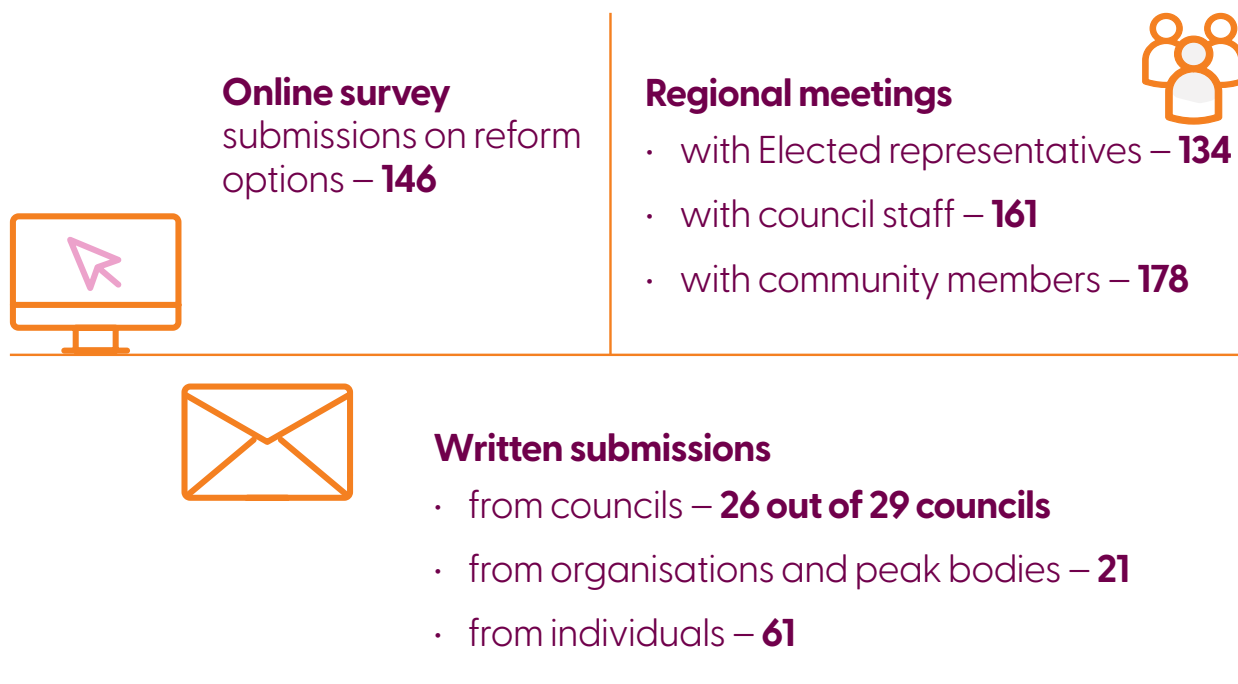 Online survey
submissions on reform
options – 146
Regional meetings
· with Elected representatives – 134
· with council staff – 161
· with community members – 178
Written submissions
· from councils – 26 out of 29 councils
· from organisations and peak bodies – 21
· from individuals – 61